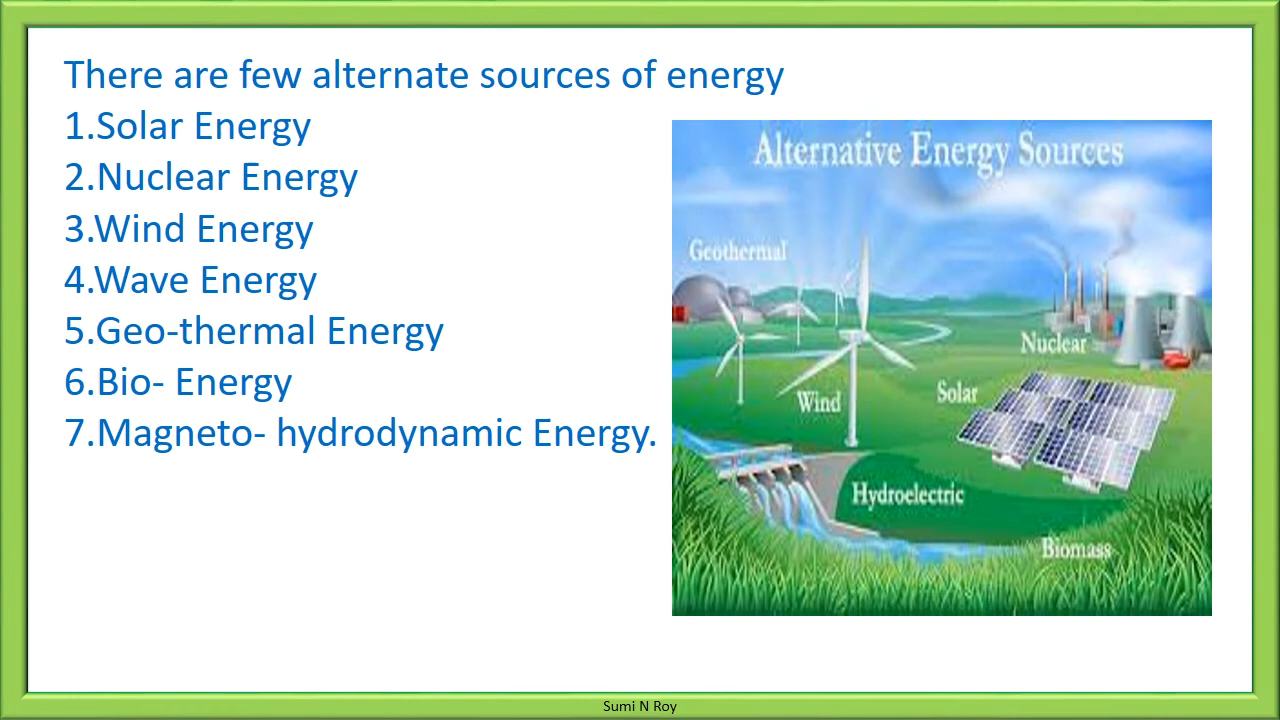 There are few alternate sources of energy
1.Solar Energy
2.Nuclear Energy
3.Wind Energy
4.Wave Energy
5.Geo-thermal Energy
6.Bio- Energy
7.Magneto- hydrodynamic Energy.
Alternative Energy Sources
Geothermal
Nuclear
Solar
Wind
Hydroelectric
Biomass
Sumi N Roy